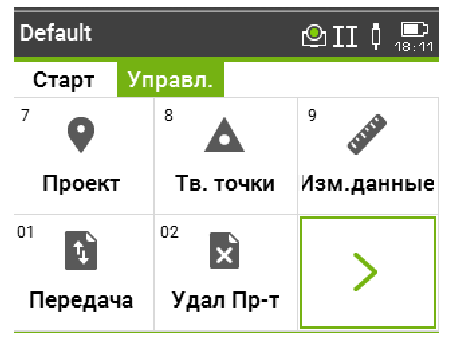 Default
18:11
Старт Управл.
7 8 9
Проект Тв. точки Изм.данные
01 02
Передача Удал Пр-т